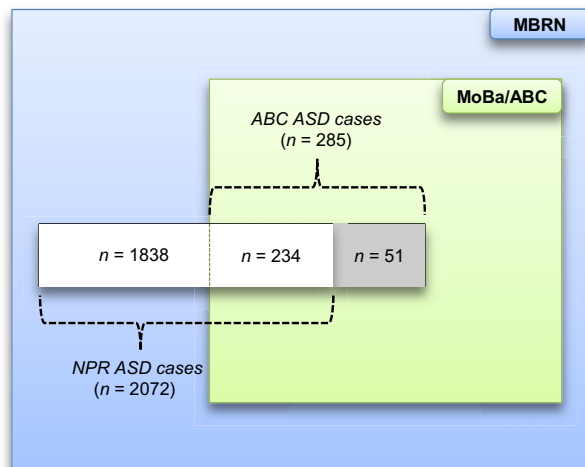 MBRN
MoBa/ABC
ABC ASD cases
(n = 285)
n = 1838
n = 234
n = 51
NPR ASD cases
(n = 2072)